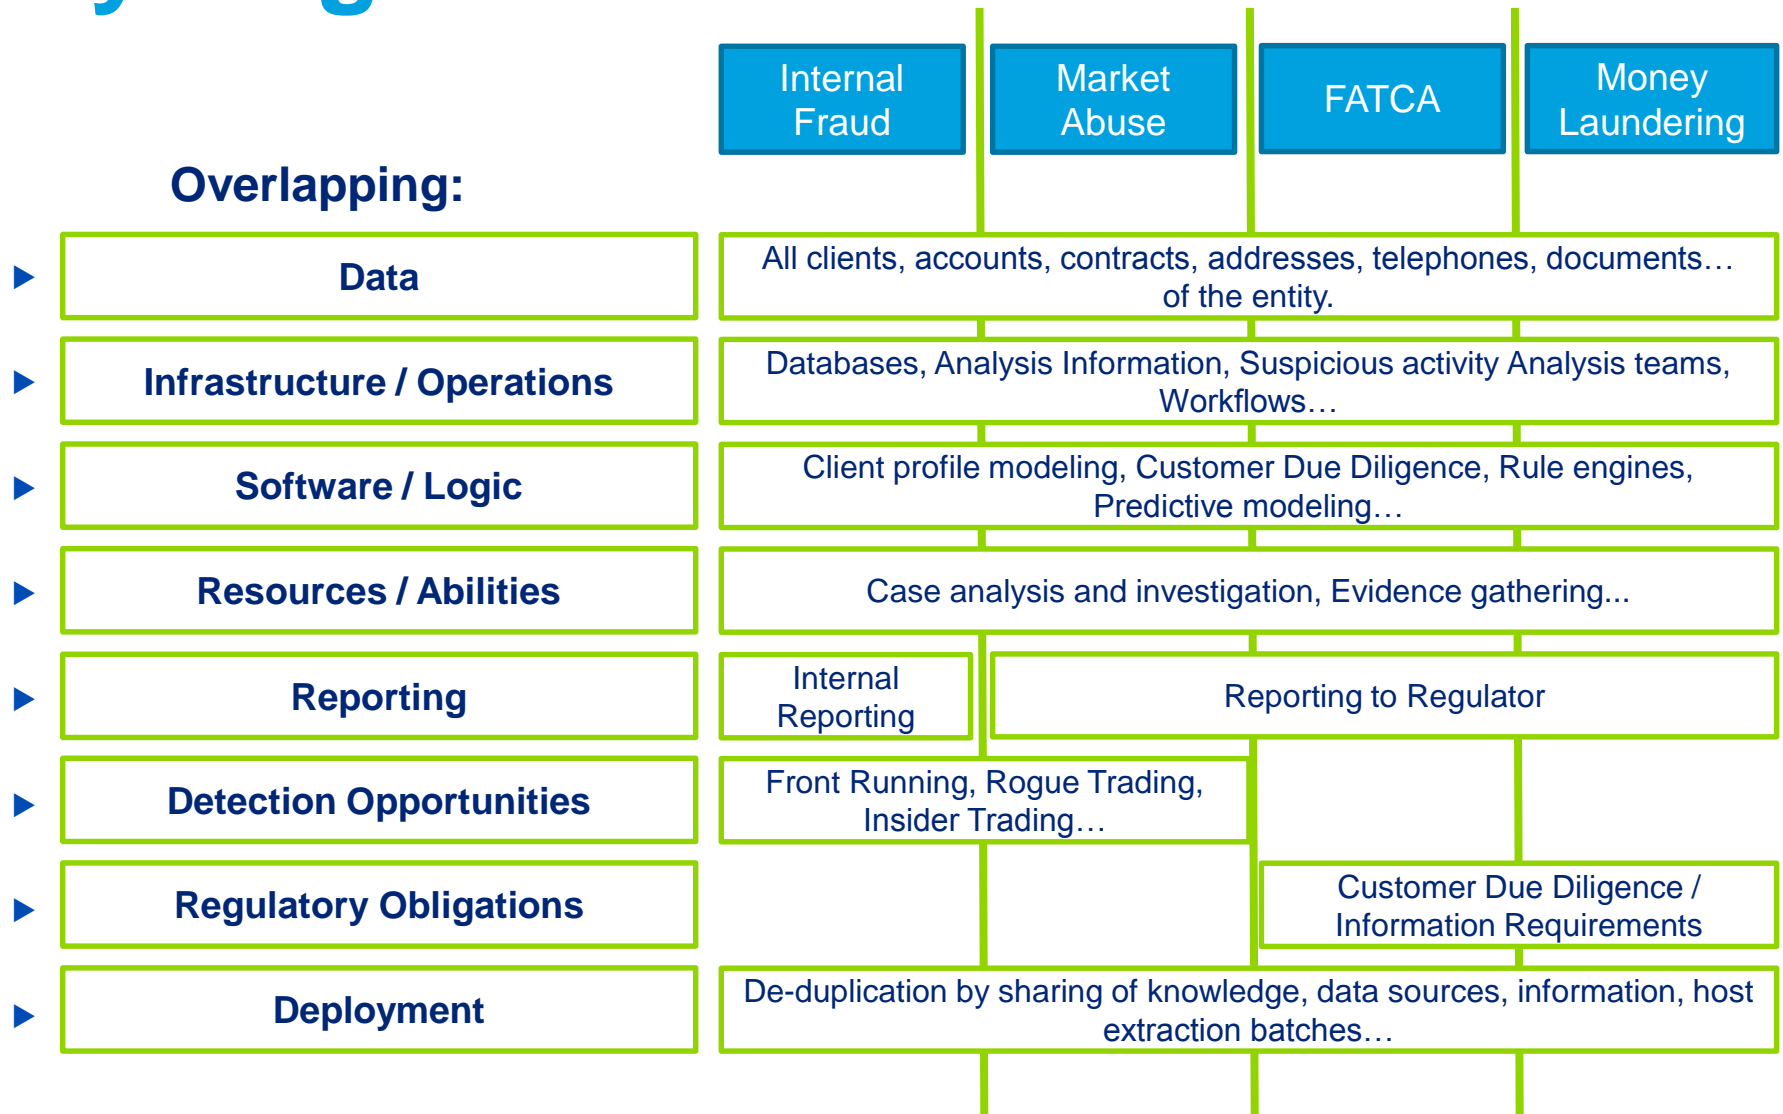 Internal
Fraud
Market
Abuse
FATCA
Money
Laundering
Overlapping:
Data
All clients, accounts, contracts, addresses, telephones, documents…
of the entity.
Infrastructure / Operations
Databases, Analysis Information, Suspicious activity Analysis teams,
Workflows…
Software / Logic
Client profile modeling, Customer Due Diligence, Rule engines,
Predictive modeling…
Resources / Abilities
Case analysis and investigation, Evidence gathering...
Reporting
Internal
Reporting
Reporting to Regulator
Detection Opportunities
Front Running, Rogue Trading,
Insider Trading…
Regulatory Obligations
Customer Due Diligence /
Information Requirements
Deployment
De-duplication by sharing of knowledge, data sources, information, host
extraction batches…